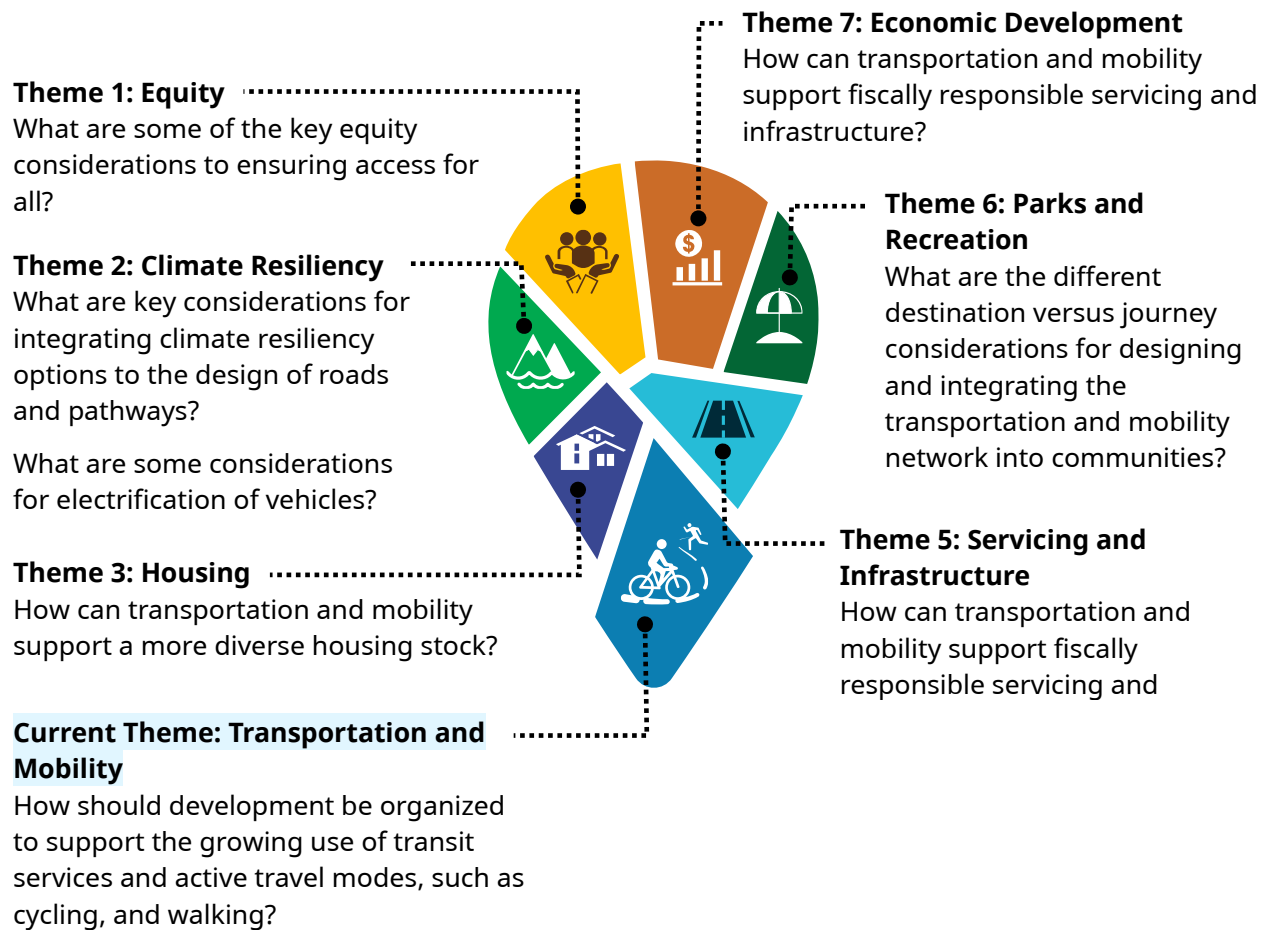 Theme 1: Equity
What are some of the key equity
considerations to ensuring access for
all?
Theme 2: Climate Resiliency
What are key considerations for
integrating climate resiliency
options to the design of roads
and pathways?
What are some considerations
for electrification of vehicles?
Theme 3: Housing
How can transportation and mobility
support a more diverse housing stock?
Current Theme: Transportation and
Mobility
How should development be organized
to support the growing use of transit
services and active travel modes, such as
cycling, and walking?
Theme 7: Economic Development
How can transportation and mobility
support fiscally responsible servicing and
infrastructure?
Theme 6: Parks and
Recreation
What are the different
destination versus journey
considerations for designing
and integrating the
transportation and mobility
network into communities?
Theme 5: Servicing and
Infrastructure
How can transportation and
mobility support fiscally
responsible servicing and
$